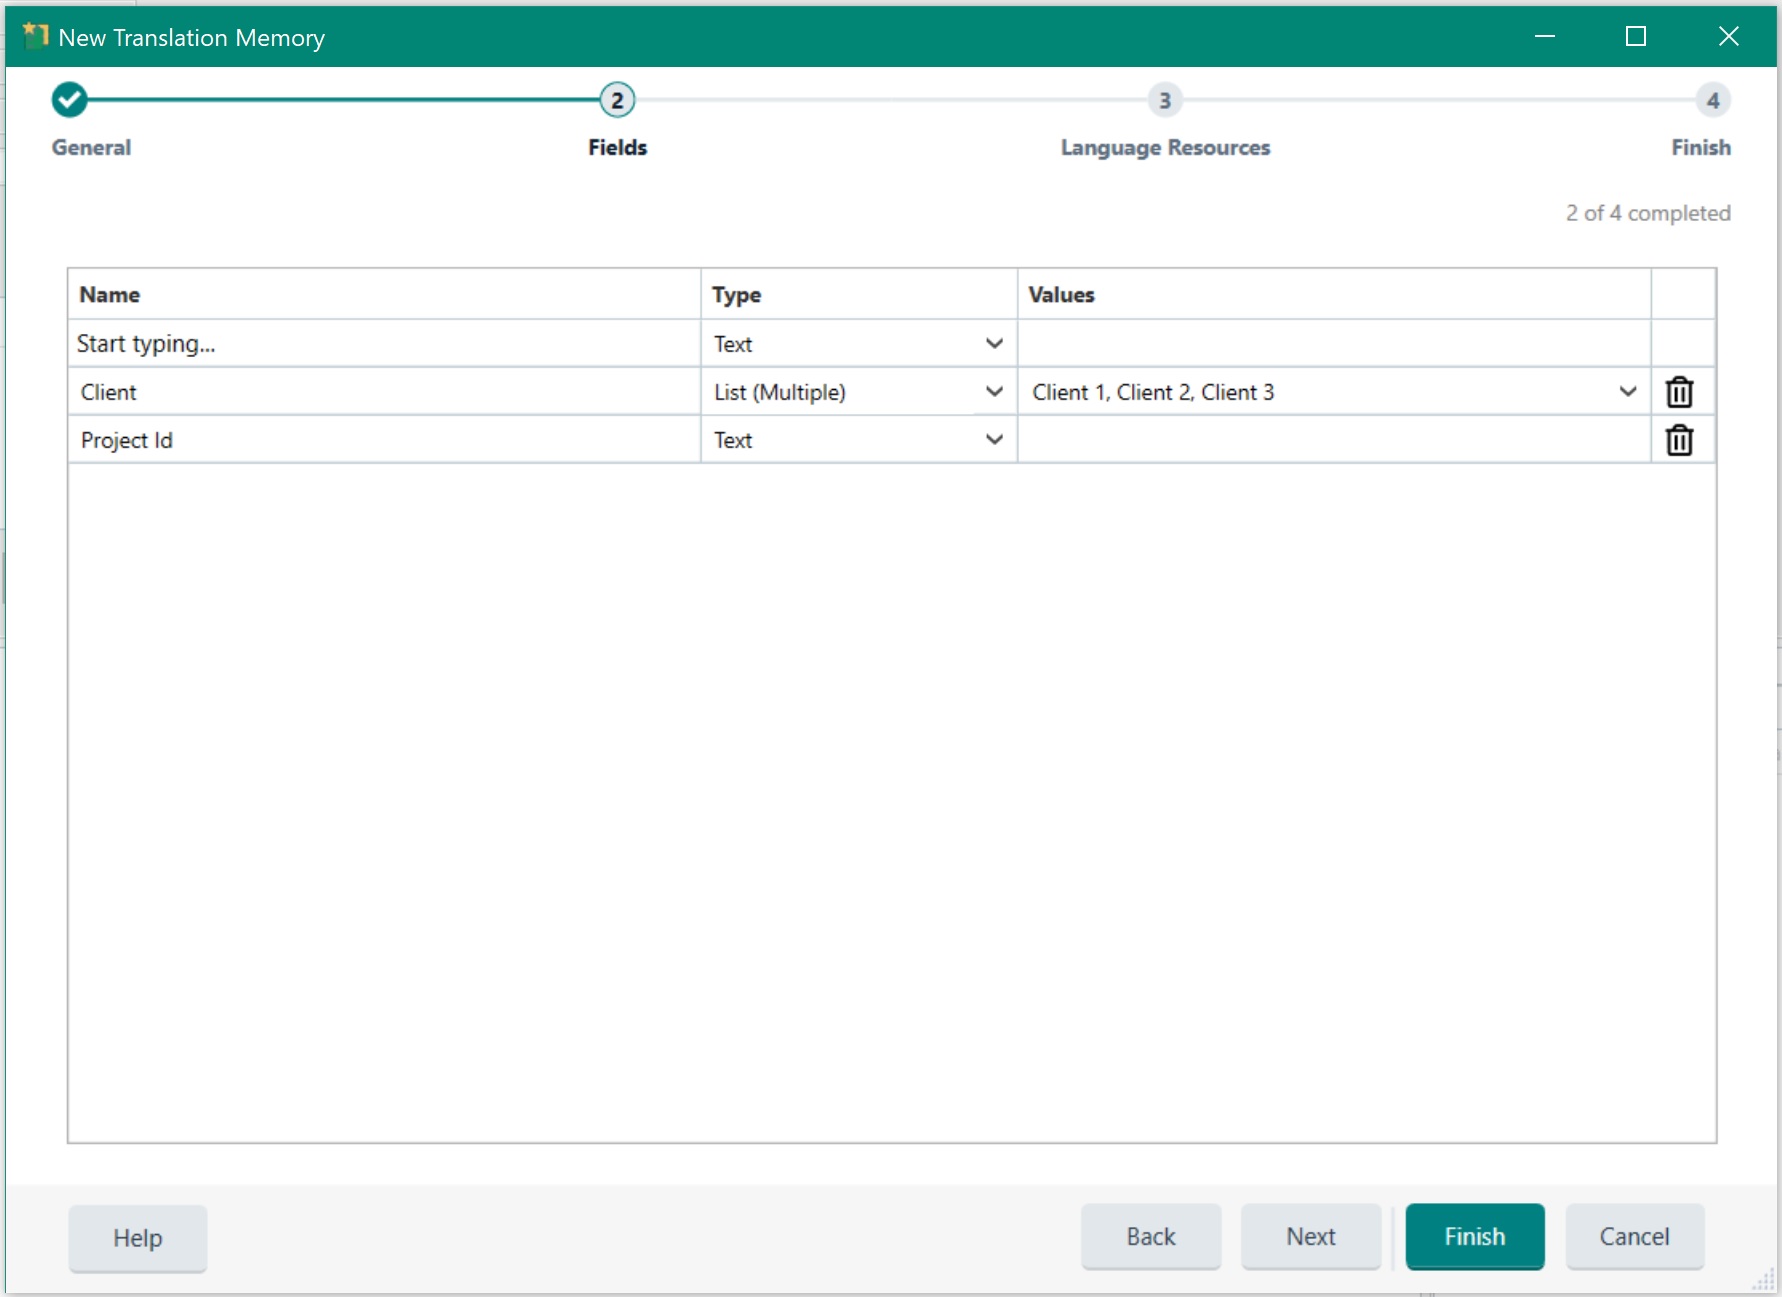 New Translation Memory
2 3 4
General Fields Language Resources Finish
2 of 4 completed
Name Type Values
Start typing... Text
Client List (Multiple) Client 1, Client 2, Client 3
Project Id Text
Help Back Next Finish Cancel